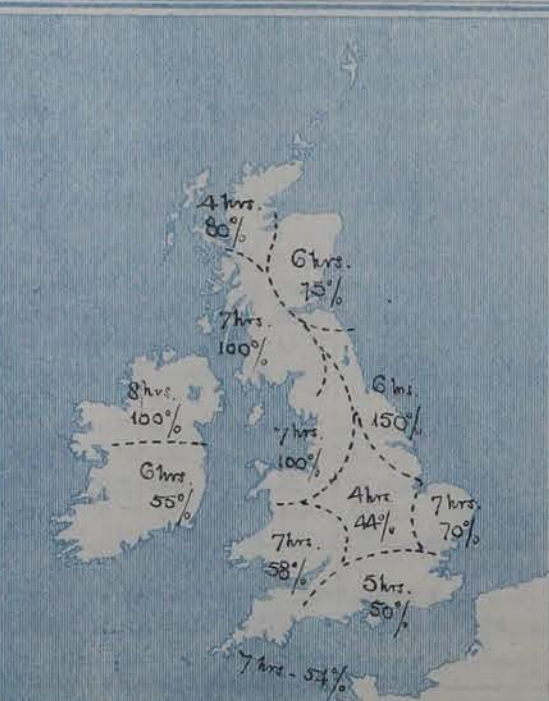 4 hrs.
80%
6 hrs.
75%
7 hrs.
100%
8 hrs.
100%
6 hrs.
150%
7 hrs.
100%
6 hrs.
55%
4 hrs
44%
7 hrs.
70%
7 hrs.
58%
5 hrs.
50%
7 hrs - 54%